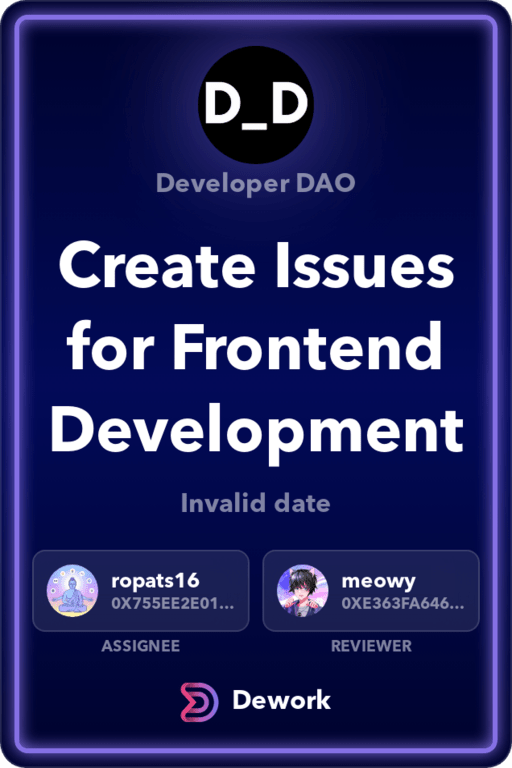 D_D
Developer DAO
Create Issues
for Frontend
Development
Invalid date
ropats16
0X755EE2E01...
meowy
0XE363FA646...
ASSIGNEE
REVIEWER
Dework